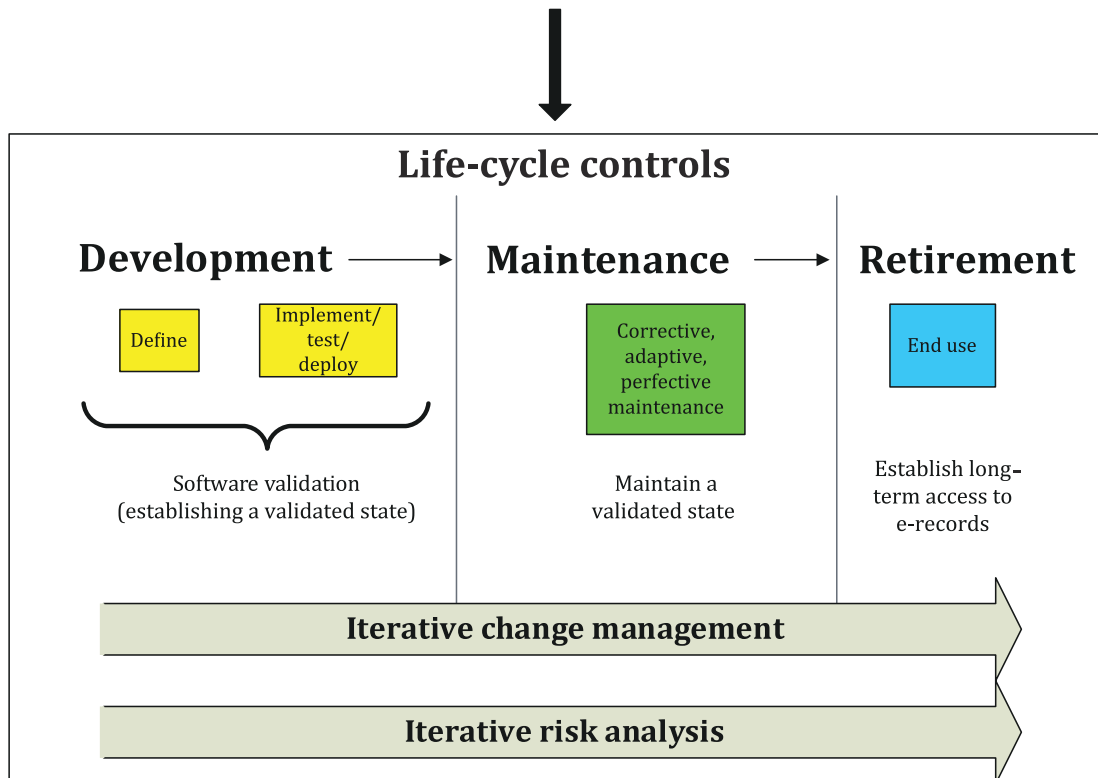 Life-cycle controls
Development
Maintenance
Retirement
Define
Implement/
test/
deploy
Corrective,
adaptive,
perfective
maintenance
End use
Software validation
(establishing a validated state)
Maintain a
validated state
Establish long-
term access to
e-records
Iterative change management
Iterative risk analysis